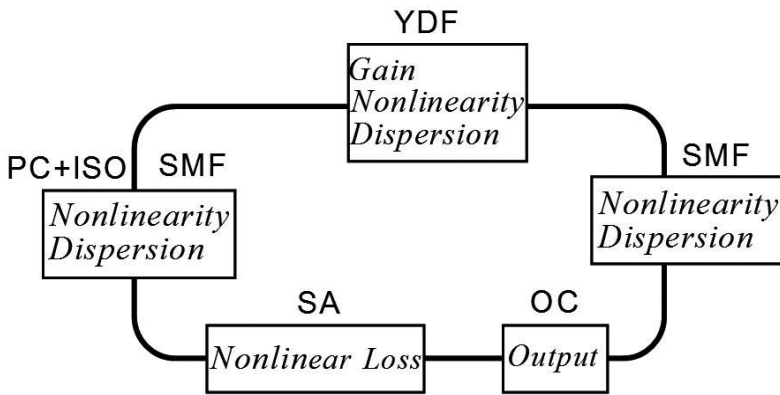 YDF
Gain
Nonlinearity
Dispersion
PC+ISO SMF
Nonlinearity
Dispersion
SMF
Nonlinearity
Dispersion
SA
Nonlinear Loss
OC
Output